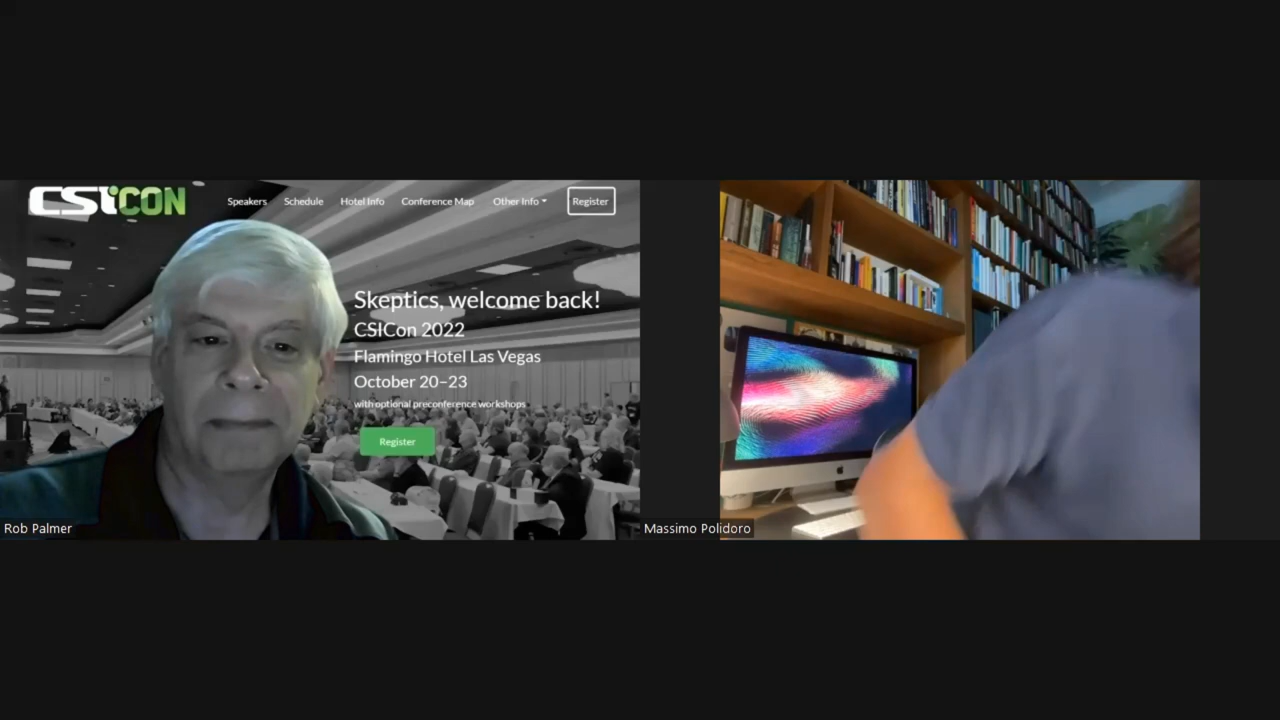 CSICON
Speakers Schedule Hotel Info Conference Map Other Info Register
Skeptics, welcome back!
CSICon 2022
Flamingo Hotel Las Vegas
October 20–23
with optional preconference workshops
Register
Rob Palmer
Massimo Polidoro